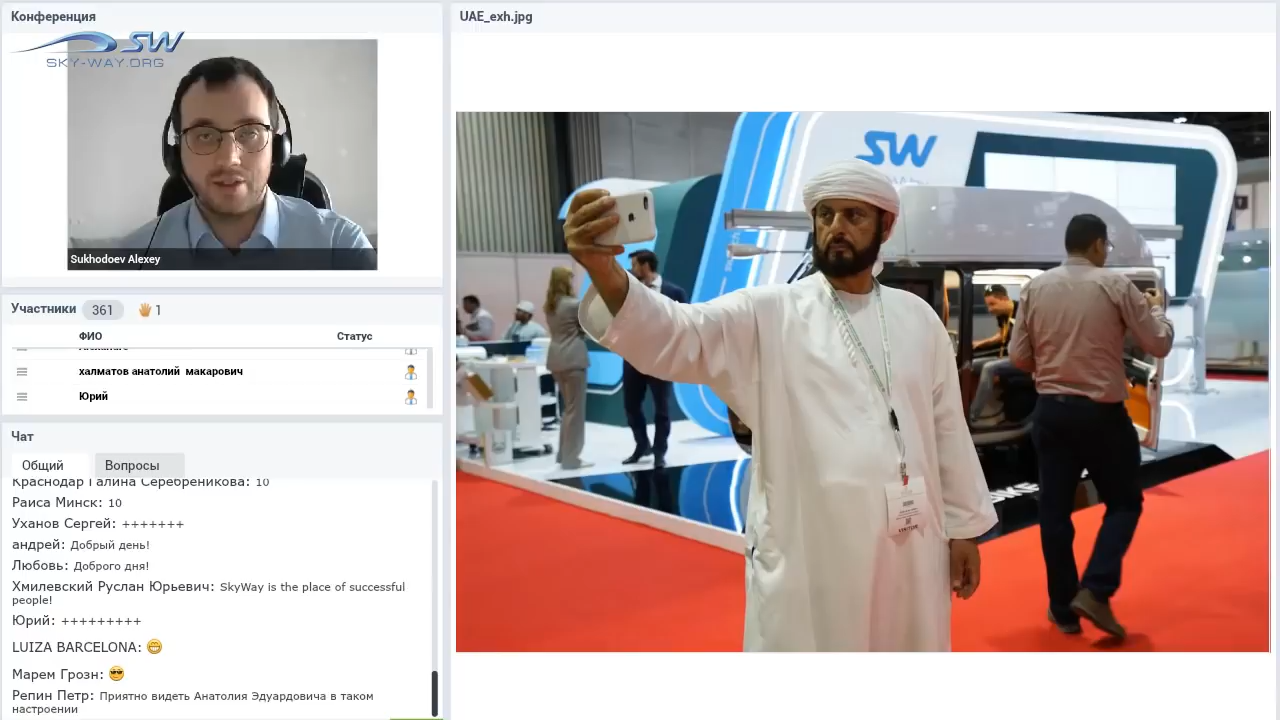 Конференция
SW
SKY-WAY.ORG
Sukhodoev Alexey
Участники 361 1
ФИО Статус
халматов анатолий макарович
Юрий
Чат
Общий Вопросы
Краснодар Галина Серебреникова: 10
Раиса Минск: 10
Уханов Сергей: +++++++
андрей: Добрый день!
Любовь: Доброго дня!
Хмилевский Руслан Юрьевич: SkyWay is the place of successful
people!
Юрий: +++++++++
LUIZA BARCELONA:
Марем Грозн:
Репин Петр: Приятно видеть Анатолия Эдуардовича в таком
настроении
UAE_exh.jpg
SW
VISITOR